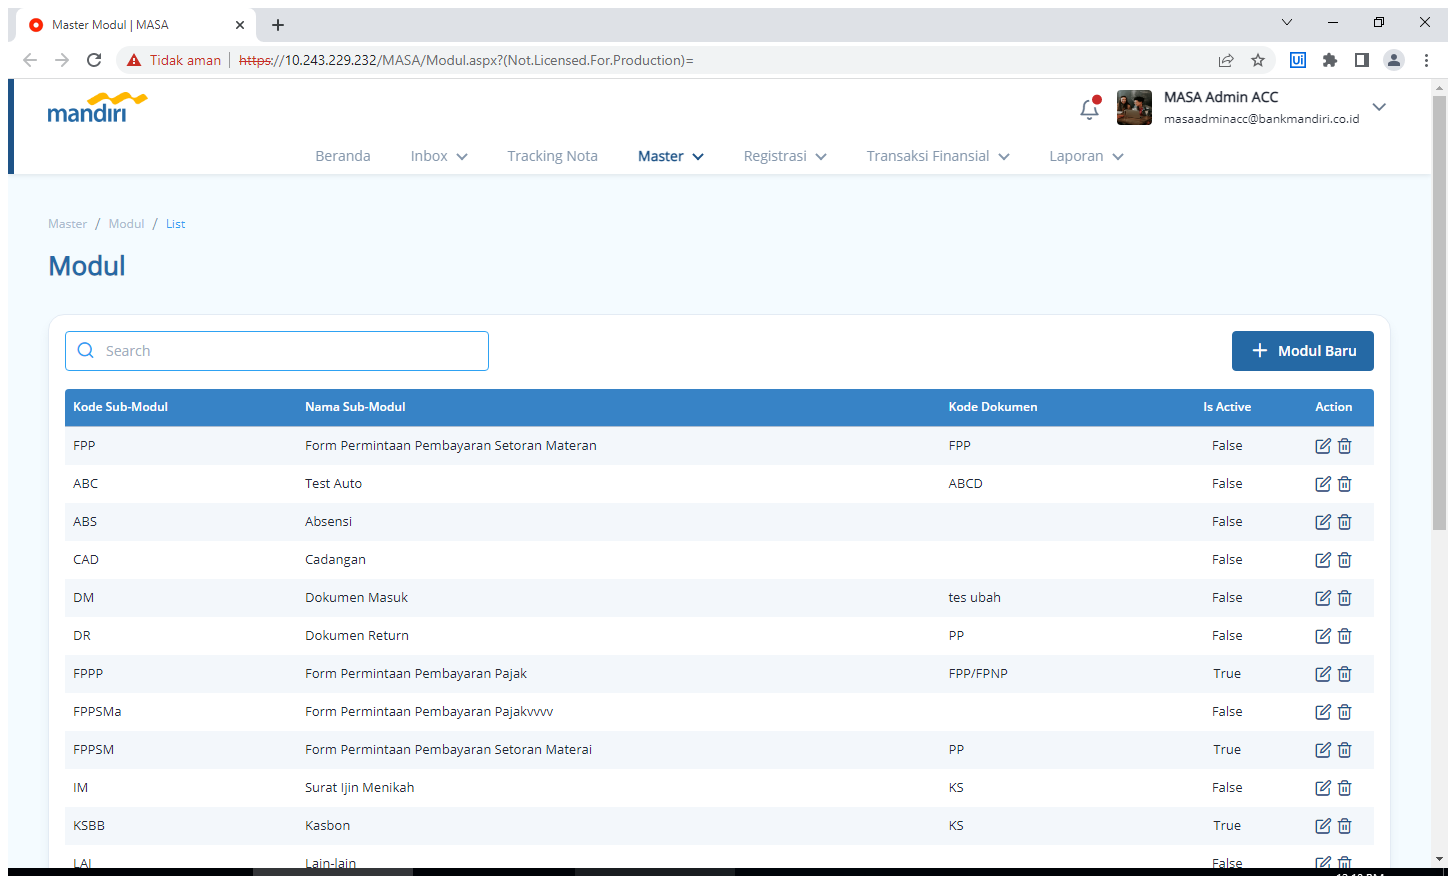 Master Modul | MASA
Tidak aman
https://10.243.229.232/MASA/Modul.aspx?(Not.Licensed.For.Production)=
Ui
mandiri
MASA Admin ACC
masaadminacc@bankmandiri.co.id
Beranda Inbox Tracking Nota Master Registrasi Transaksi Finansial Laporan
Master / Modul / List
Modul
Search
Modul Baru
Kode Sub-Modul Nama Sub-Modul Kode Dokumen Is Active Action
FPP Form Permintaan Pembayaran Setoran Materan FPP False
ABC Test Auto ABCD False
ABS Absensi False
CAD Cadangan False
DM Dokumen Masuk tes ubah False
DR Dokumen Return PP False
FPPP Form Permintaan Pembayaran Pajak FPP/FPNP True
FPPSMa Form Permintaan Pembayaran Pajakvvvv False
FPPSM Form Permintaan Pembayaran Setoran Materai PP True
IM Surat Ijin Menikah KS False
KSBB Kasbon KS True
LAI Lain-lain False